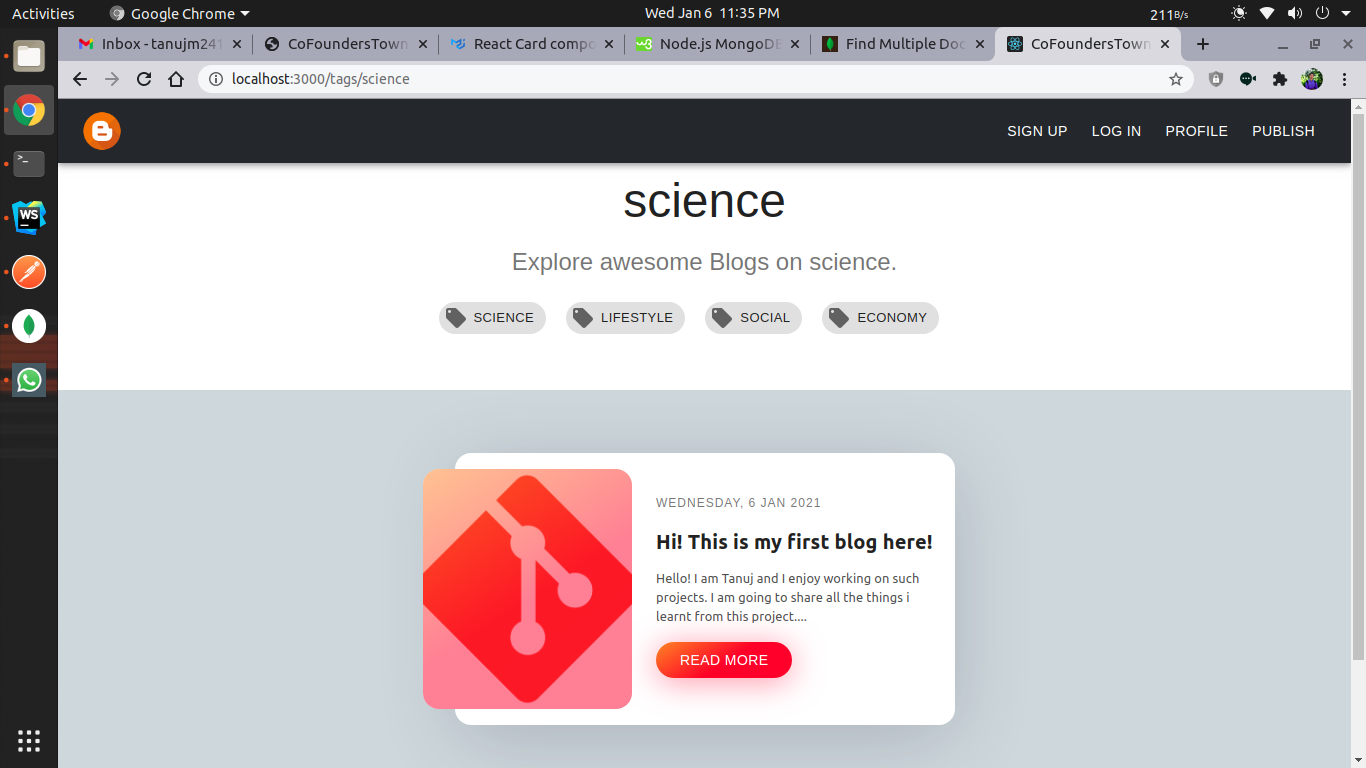 Activities Google Chrome Wed Jan 6 11:35 PM 211B/s
Inbox - tanujm241 CoFoundersTown React Card compo Node.js MongoDB Find Multiple Doc CoFoundersTown
localhost:3000/tags/science
SIGN UP LOG IN PROFILE PUBLISH
science
Explore awesome Blogs on science.
SCIENCE LIFESTYLE SOCIAL ECONOMY
WEDNESDAY, 6 JAN 2021
Hi! This is my first blog here!
Hello! I am Tanuj and I enjoy working on such
projects. I am going to share all the things i
learnt from this project....
READ MORE
>_
WS